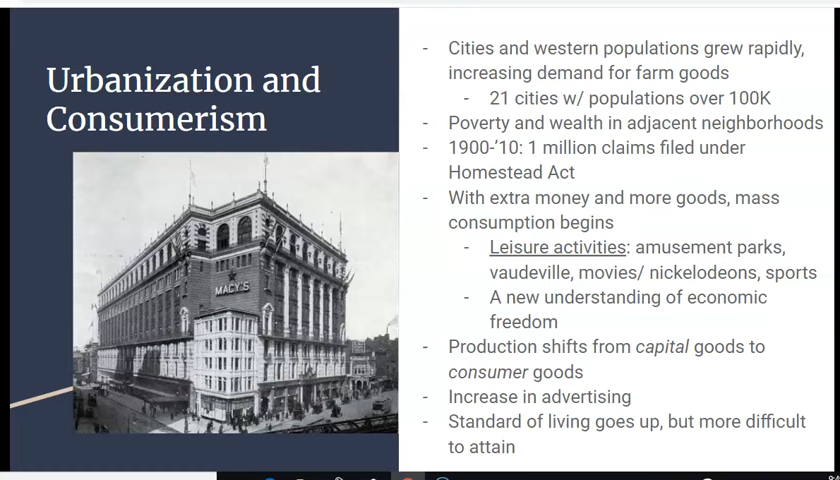 Urbanization and
Consumerism
MACY'S
- Cities and western populations grew rapidly,
increasing demand for farm goods
- 21 cities w/ populations over 100K
- Poverty and wealth in adjacent neighborhoods
- 1900-'10: 1 million claims filed under
Homestead Act
- With extra money and more goods, mass
consumption begins
- Leisure activities: amusement parks,
vaudeville, movies/ nickelodeons, sports
- A new understanding of economic
freedom
- Production shifts from capital goods to
consumer goods
- Increase in advertising
- Standard of living goes up, but more difficult
to attain